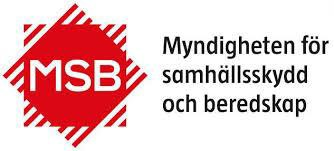 MSB
Myndigheten för
samhällsskydd
och beredskap